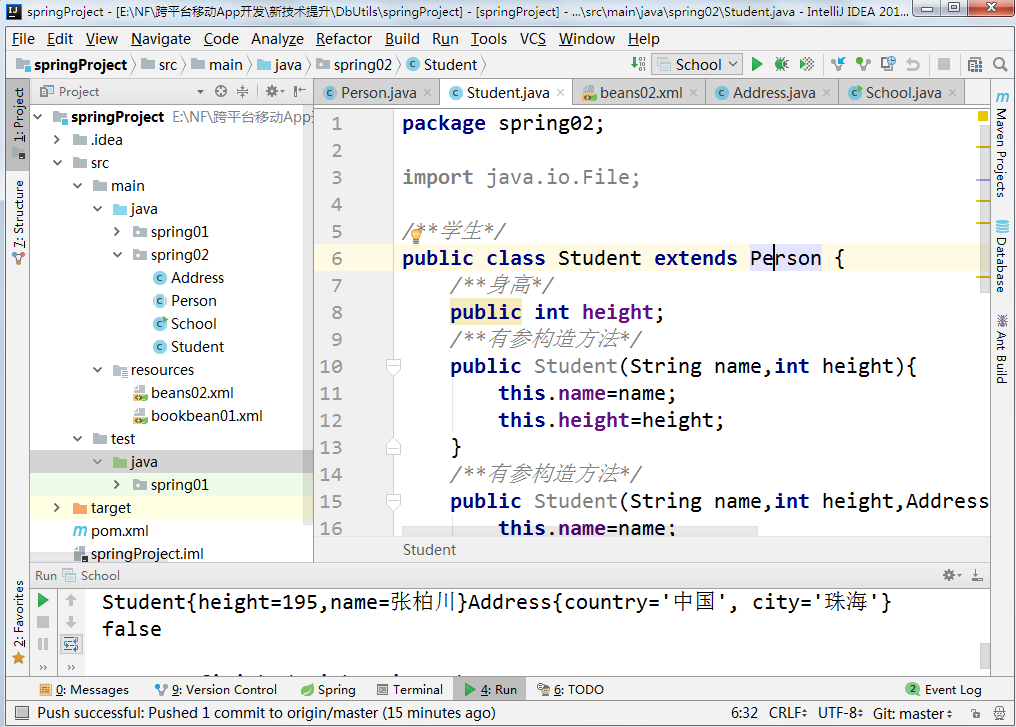 springProject - [E:\NF\跨平台移动App开发\新技术提升\DbUtils\springProject] - [springProject] - ...\src\main\java\spring02\Student.java - IntelliJ IDEA 201...
File Edit View Navigate Code Analyze Refactor Build Run Tools VCS Window Help
springProject src main java spring02 Student School
Project
Person.java Student.java beans02.xml Address.java School.java
1: Project
7: Structure
2: Favorites
springProject E:\NF\跨平台移动App开
.idea
src
main
java
spring01
spring02
Address
Person
School
Student
resources
beans02.xml
bookbean01.xml
test
java
spring01
target
pom.xml
springProject.iml
1 package spring02;
2
3 import java.io.File;
4
5 /**学生*/
6 public class Student extends Person {
7 /**身高*/
8 public int height;
9 /**有参构造方法*/
10 public Student(String name,int height){
11 this.name=name;
12 this.height=height;
13 }
14 /**有参构造方法*/
15 public Student(String name,int height,Address
16 this.name=name;
Student
Maven Projects
Database
Ant Build
Run School
Student{height=195,name=张柏川}Address{country='中国', city='珠海'}
false
0: Messages 9: Version Control Spring Terminal 4: Run 6: TODO 2 Event Log
Push successful: Pushed 1 commit to origin/master (15 minutes ago) 6:32 CRLF UTF-8 Git: master